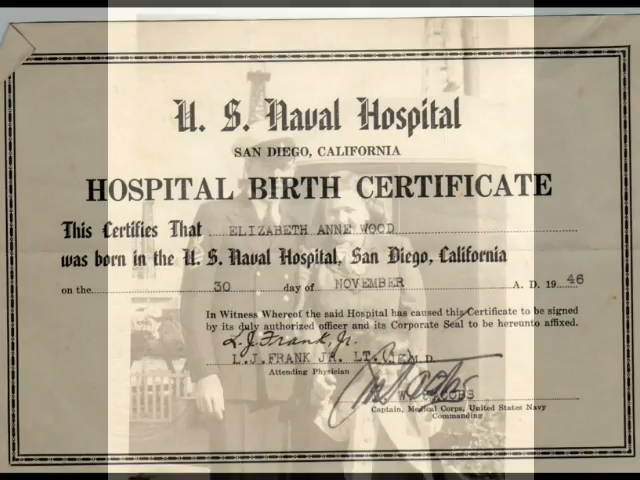 U. S. Naval Hospital
SAN DIEGO, CALIFORNIA
HOSPITAL BIRTH CERTIFICATE
This Certifies That ELIZABETH ANNE WOOD
was born in the U. S. Naval Hospital, San Diego, California
on the 30 day of NOVEMBER A. D. 19 46
In Witness Whereof the said Hospital has caused this Certificate to be signed
by its duly authorized officer and its Corporate Seal to be hereunto affixed.
L. J. Frank, Jr.
L.J.FRANK JR. LT.
Attending Physician
Captain, Medical Corps, United States Navy
Commanding